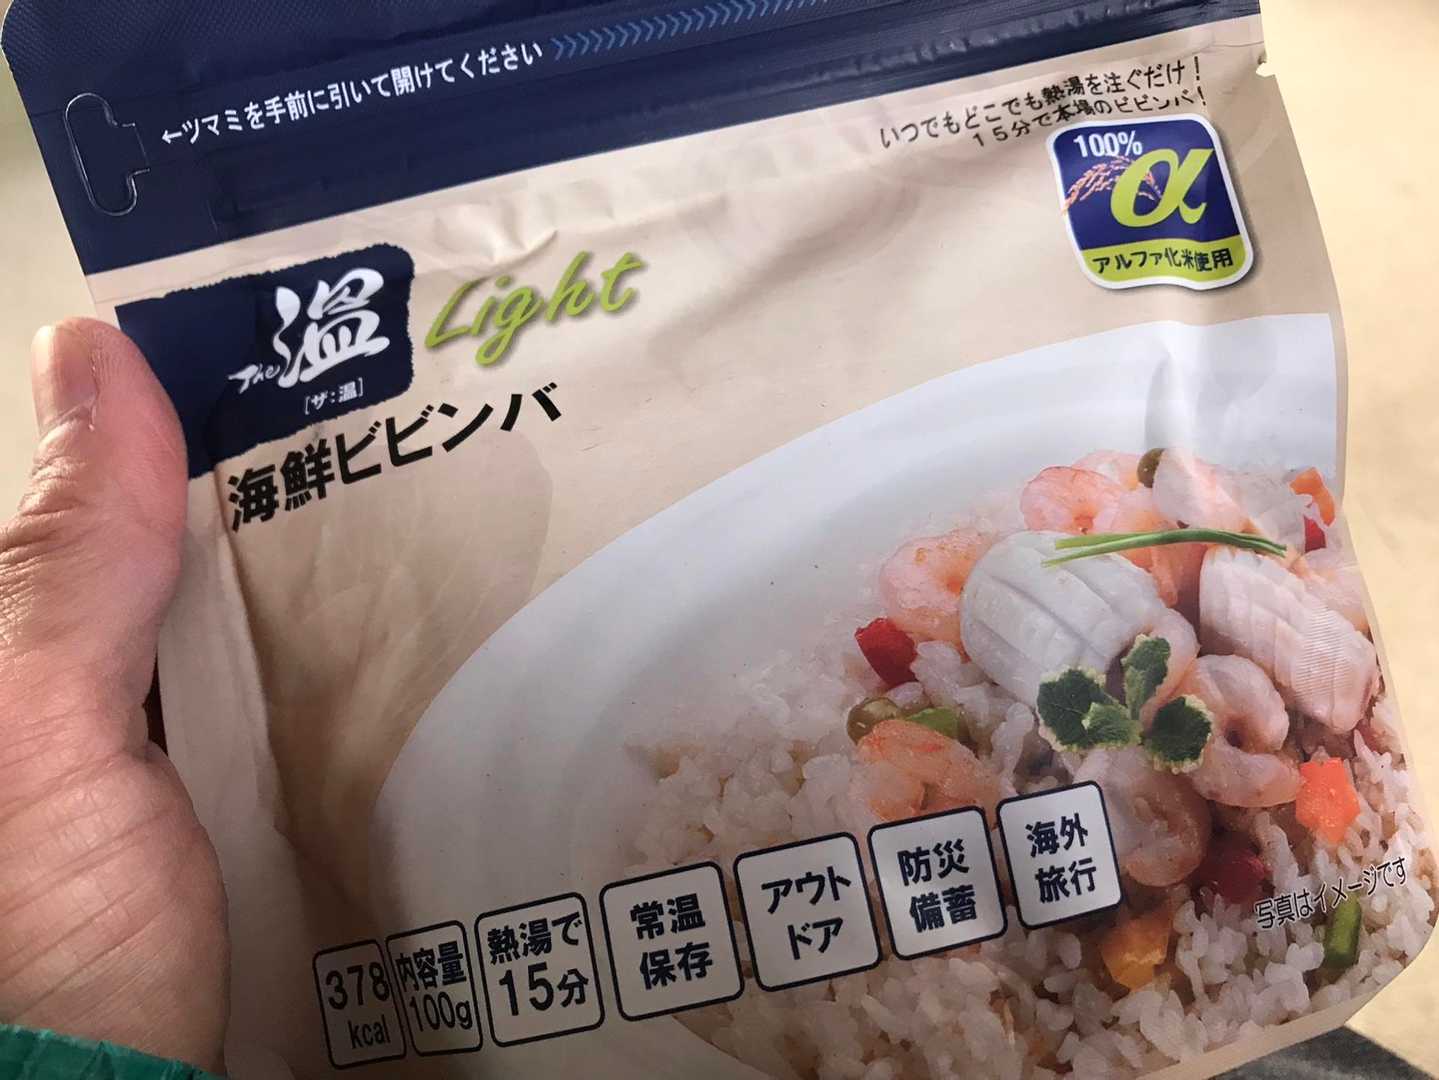 ←ツマミを手前に引いて開けてください
いつでもどこでも熱湯を注ぐだけ!
15分で本場のビビンバ!
100%
α
アルファ化米使用
The 温
[ザ:温]
Light
海鮮ビビンバ
378
kcal
内容量
100g
熱湯で
15分
常温
保存
アウト
ドア
防災
備蓄
海外
旅行
写真はイメージです